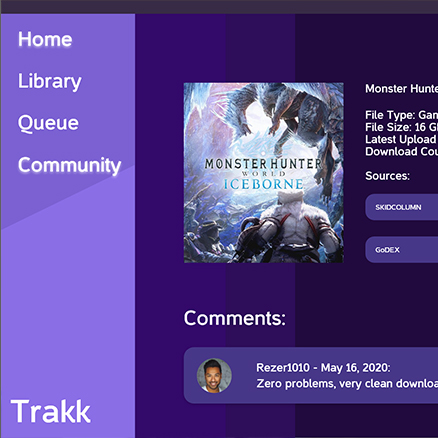 Home
Library
Queue
Community
Trakk
MONSTER HUNTER
WORLD
ICEBORNE
Monster Hunte
File Type: Gam
File Size: 16 G
Latest Upload
Download Cou
Sources:
SKIDCOLUMN
GoDEX
Comments:
Rezer1010 - May 16, 2020:
Zero problems, very clean downloa